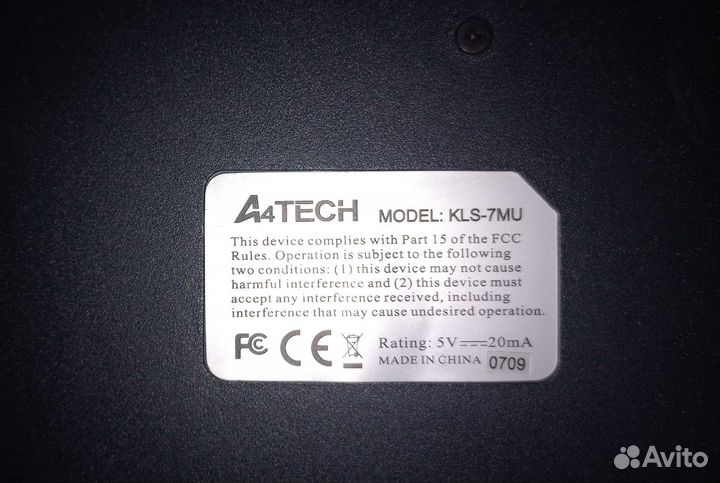 A4TECH MODEL: KLS-7MU
This device complies with Part 15 of the FCC
Rules. Operation is subject to the following
two conditions: (1) this device may not cause
harmful interference and (2) this device must
accept any interference received, including
interference that may cause undesired operation.
FC CE Rating: 5V⎓20mA
MADE IN CHINA 0709
Avito